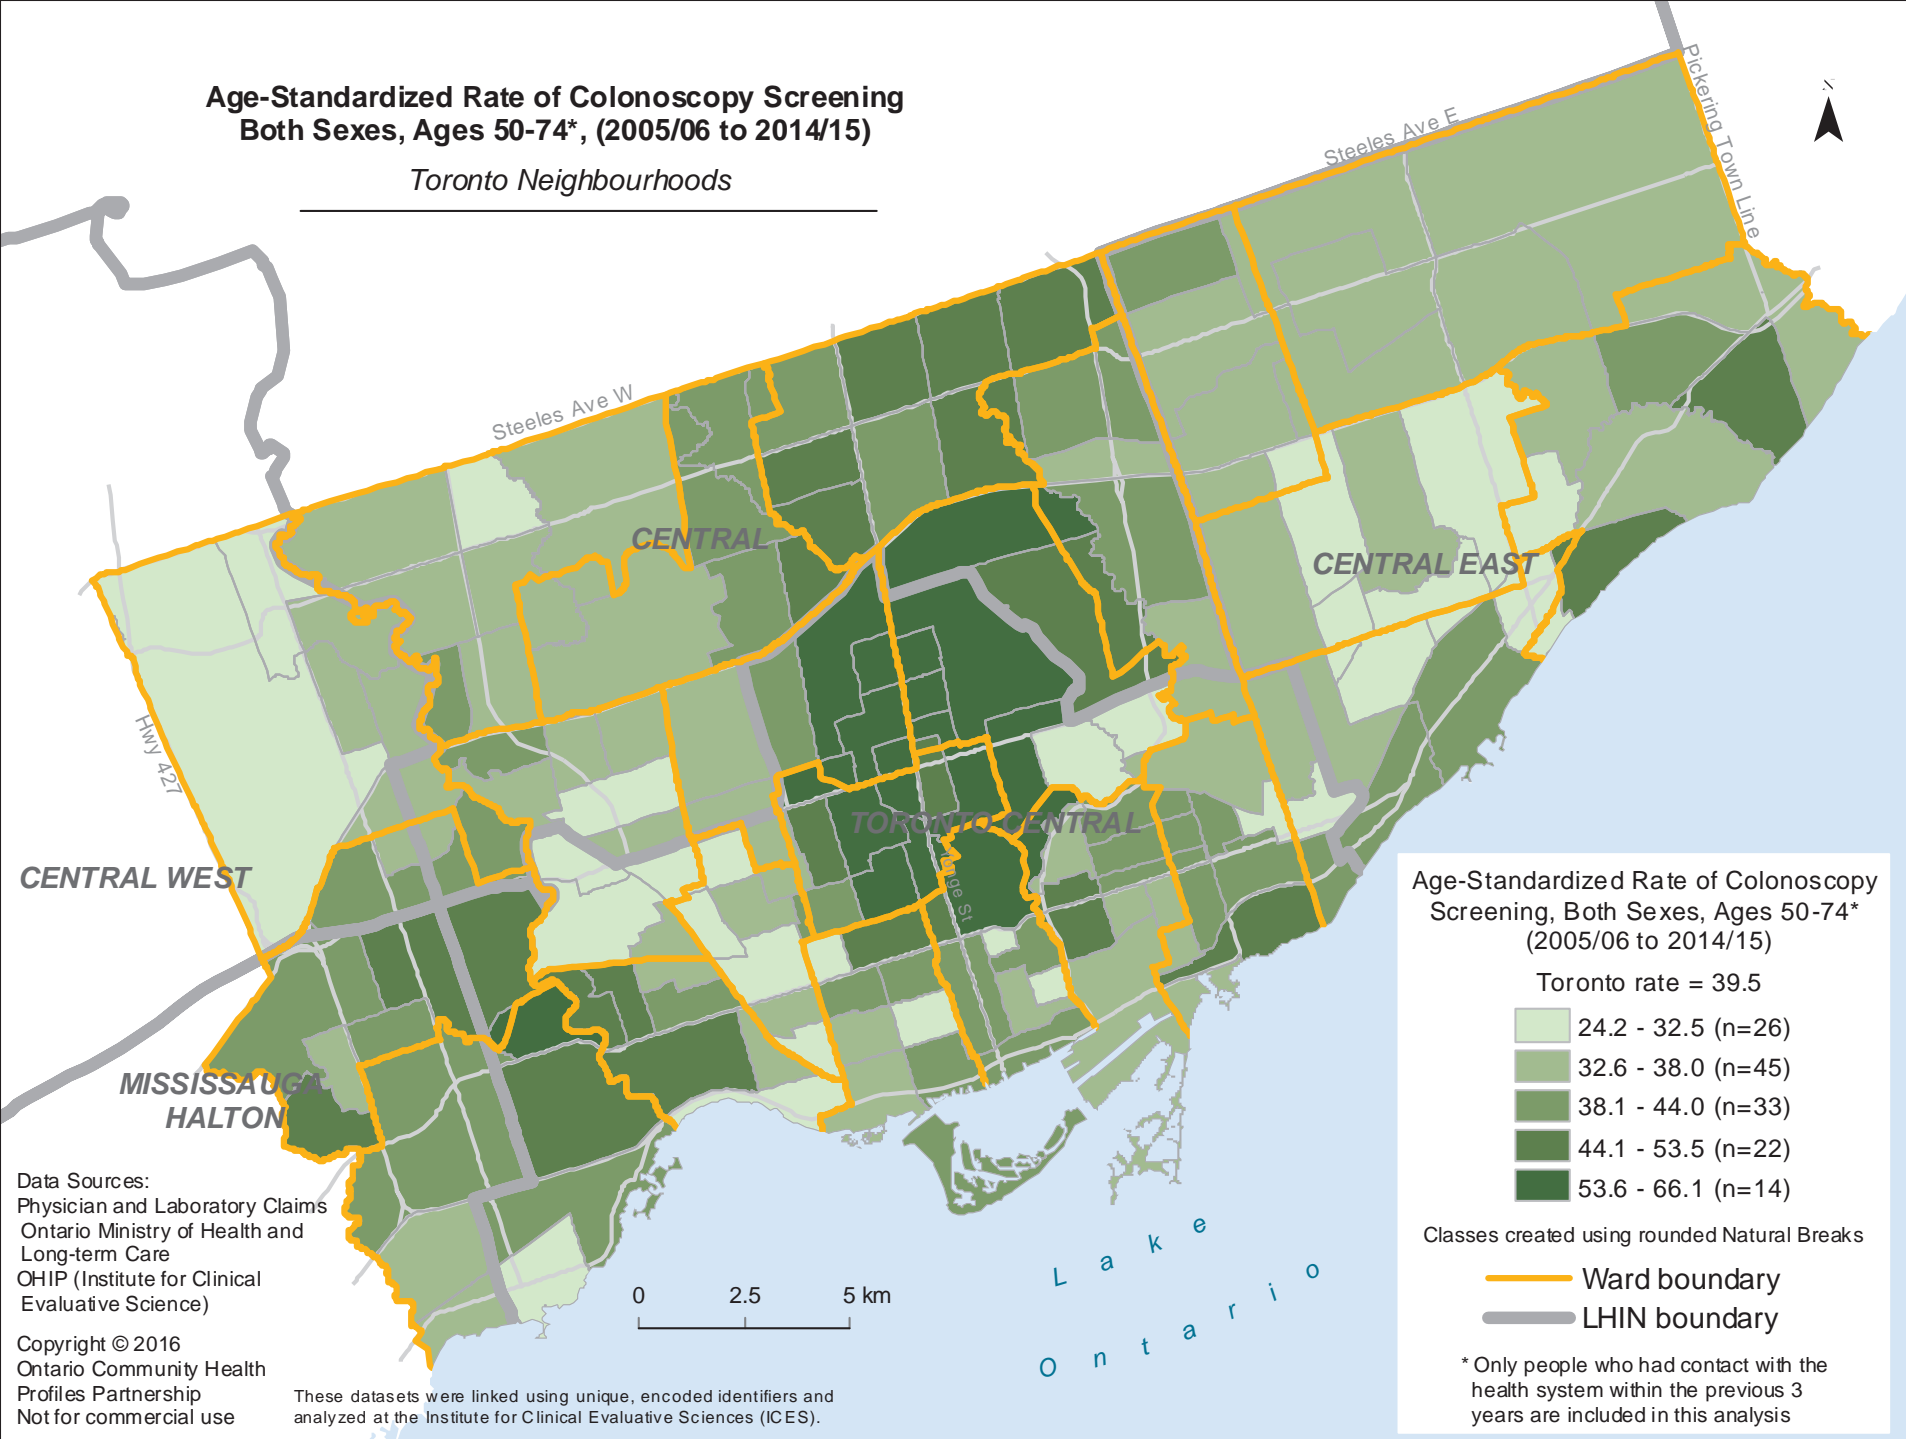 Age-Standardized Rate of Colonoscopy Screening
Both Sexes, Ages 50-74*, (2005/06 to 2014/15)
Toronto Neighbourhoods
N
Pickering Town Line
Steeles Ave E
Steeles Ave W
CENTRAL
CENTRAL EAST
Hwy 427
TORONTO CENTRAL
Yonge St
CENTRAL WEST
MISSISSAUGA
HALTON
Age-Standardized Rate of Colonoscopy
Screening, Both Sexes, Ages 50-74*
(2005/06 to 2014/15)
Toronto rate = 39.5
24.2 - 32.5 (n=26)
32.6 - 38.0 (n=45)
38.1 - 44.0 (n=33)
44.1 - 53.5 (n=22)
53.6 - 66.1 (n=14)
Classes created using rounded Natural Breaks
Ward boundary
LHIN boundary
* Only people who had contact with the
health system within the previous 3
years are included in this analysis
Lake
Ontario
0 2.5 5 km
Data Sources:
Physician and Laboratory Claims
Ontario Ministry of Health and
Long-term Care
OHIP (Institute for Clinical
Evaluative Science)
Copyright © 2016
Ontario Community Health
Profiles Partnership
Not for commercial use
These datasets were linked using unique, encoded identifiers and
analyzed at the Institute for Clinical Evaluative Sciences (ICES).